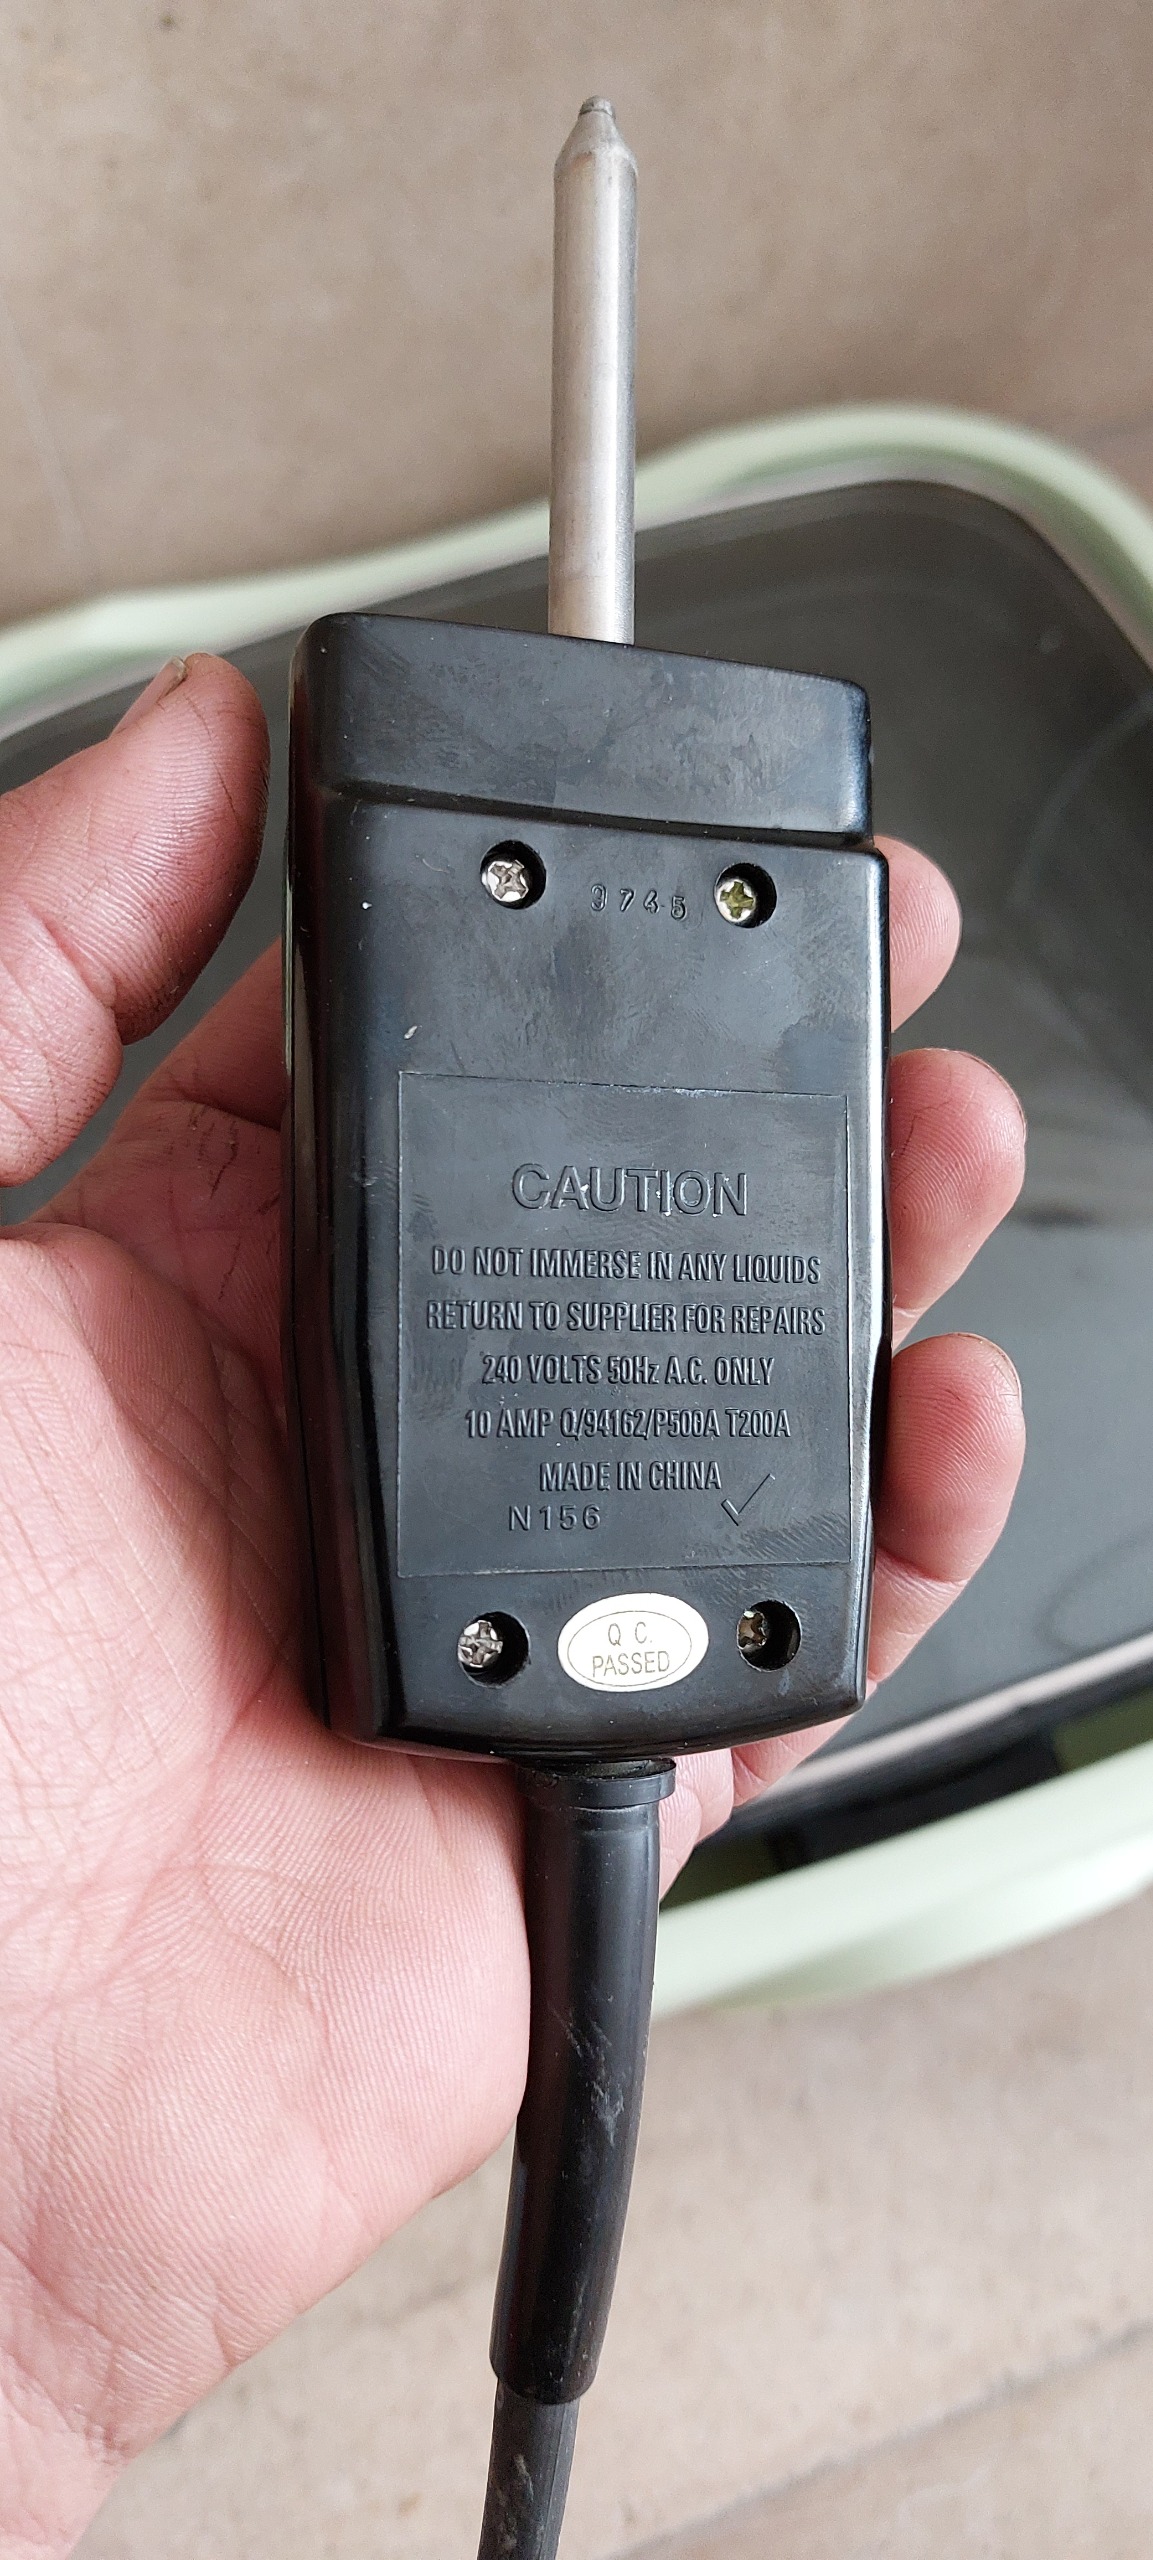 9745
CAUTION
DO NOT IMMERSE IN ANY LIQUIDS
RETURN TO SUPPLIER FOR REPAIRS
240 VOLTS 50Hz A.C. ONLY
10 AMP Q/94162/P500A T200A
MADE IN CHINA
N156
Q C.
PASSED